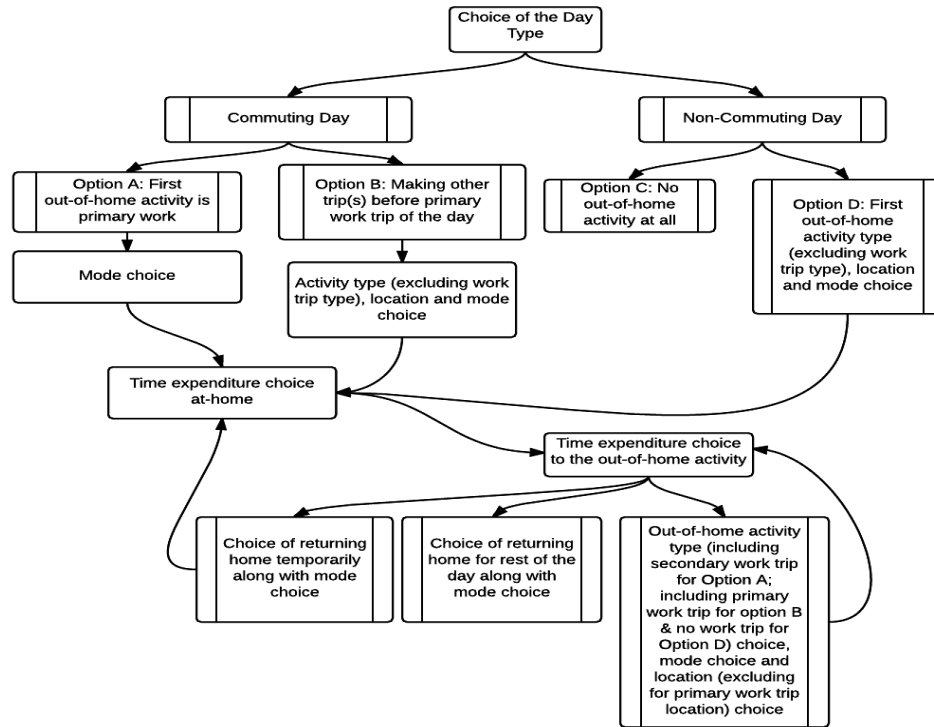 Choice of the Day
Type
Commuting Day
Non-Commuting Day
Option A: First
out-of-home activity is
primary work
Option B: Making other
trip(s) before primary
work trip of the day
Option C: No
out-of-home
activity at all
Option D: First
out-of-home
activity type
(excluding work
trip type), location
and mode choice
Mode choice
Activity type (excluding work
trip type), location and mode
choice
Time expenditure choice
at-home
Time expenditure choice
to the out-of-home activity
Choice of returning
home temporarily
along with mode
choice
Choice of returning
home for rest of the
day along with
mode choice
Out-of-home activity
type (including
secondary work trip
for Option A;
including primary
work trip for option B
& no work trip for
Option D) choice,
mode choice and
location (excluding
for primary work trip
location) choice